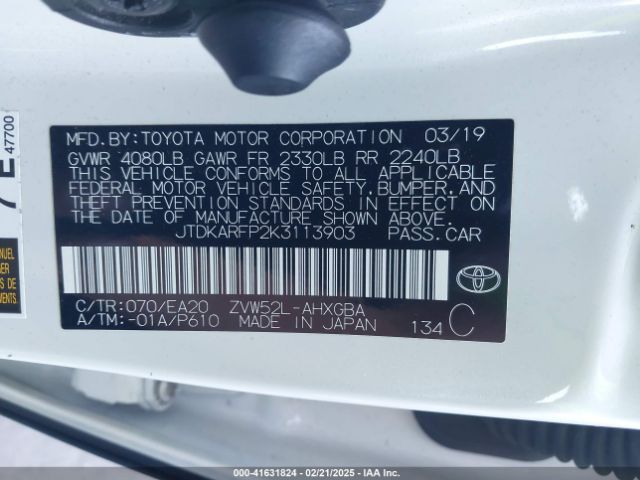 MFD.BY:TOYOTA MOTOR CORPORATION 03/19
GVWR 4080LB GAWR FR 2330LB RR 2240LB
THIS VEHICLE CONFORMS TO ALL APPLICABLE
FEDERAL MOTOR VEHICLE SAFETY,BUMPER,AND
THEFT PREVENTION STANDARDS IN EFFECT ON
THE DATE OF MANUFACTURE SHOWN ABOVE.
JTDKARFP2K3113903 PASS.CAR
C/TR:070/EA20 ZVW52L-AHXGBA
A/TM:-01A/P610 MADE IN JAPAN 134 C
47700
000-41631824 - 02/21/2025 - IAA Inc.